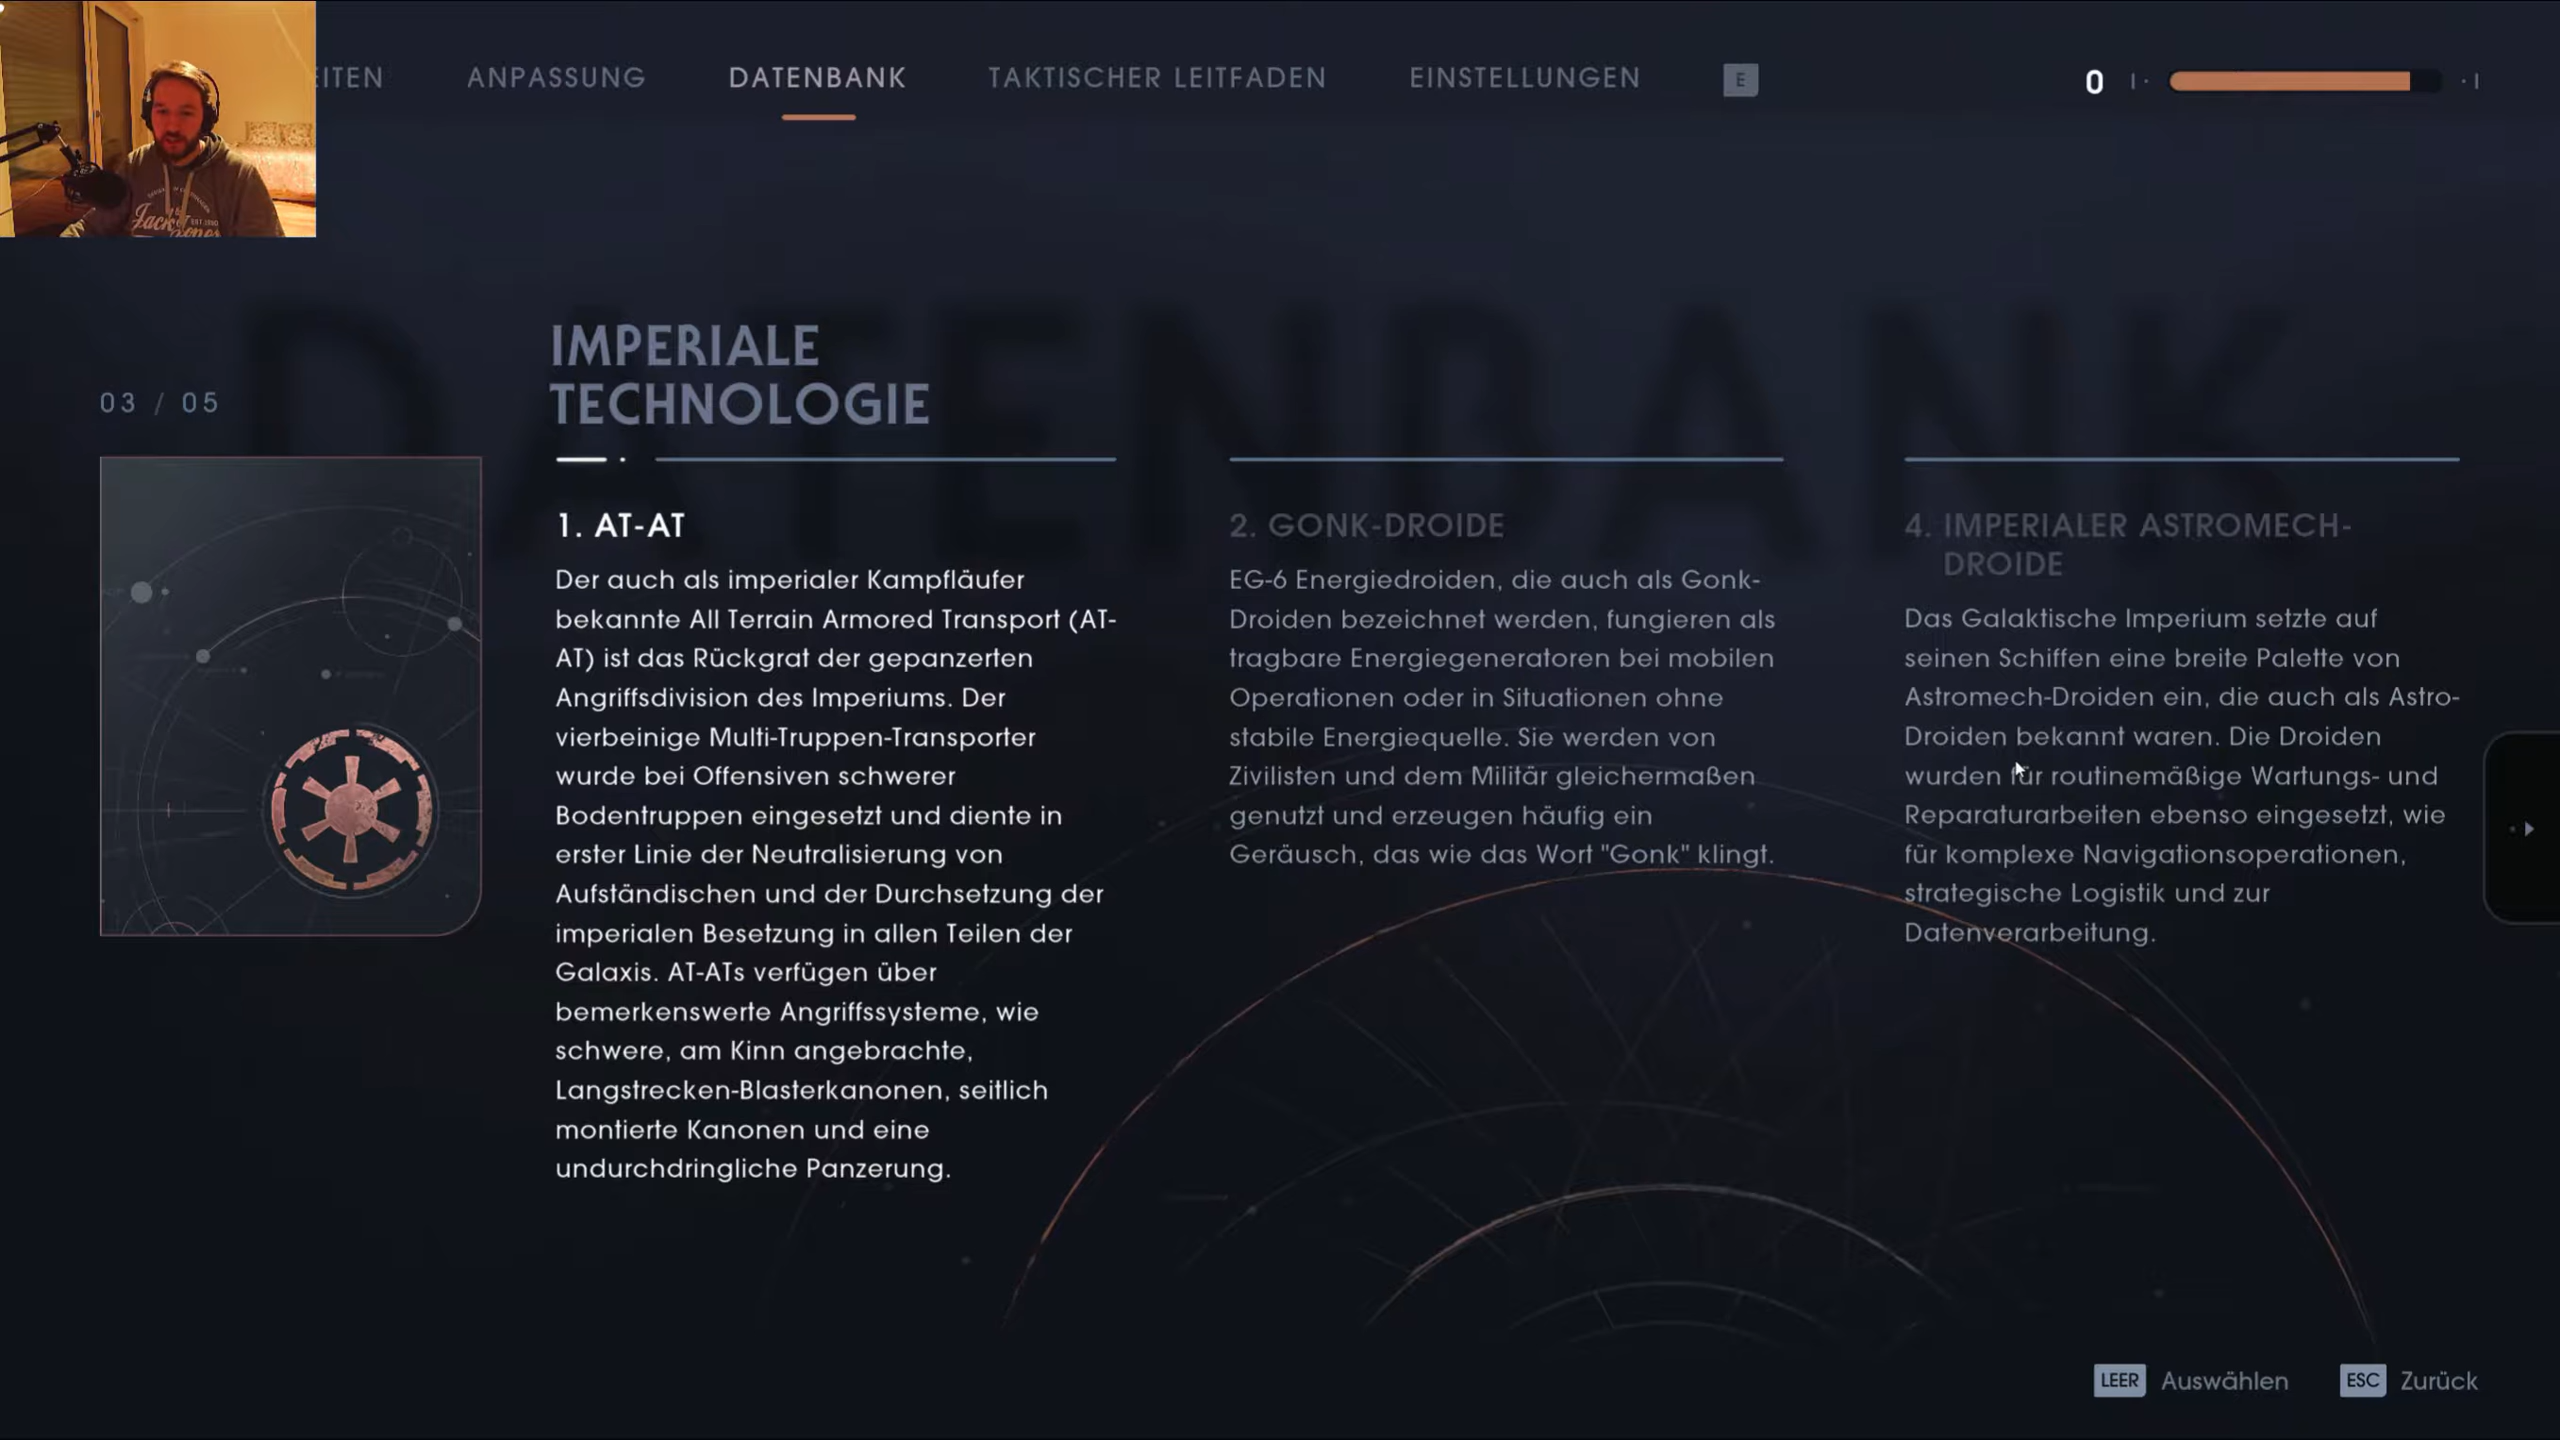 EITEN
ANPASSUNG
DATENBANK
TAKTISCHER LEITFADEN
EINSTELLUNGEN
E
0
DATENBANK
IMPERIALE
TECHNOLOGIE
03 / 05
1. AT-AT
Der auch als imperialer Kampfläufer
bekannte All Terrain Armored Transport (AT-
AT) ist das Rückgrat der gepanzerten
Angriffsdivision des Imperiums. Der
vierbeinige Multi-Truppen-Transporter
wurde bei Offensiven schwerer
Bodentruppen eingesetzt und diente in
erster Linie der Neutralisierung von
Aufständischen und der Durchsetzung der
imperialen Besetzung in allen Teilen der
Galaxis. AT-ATs verfügen über
bemerkenswerte Angriffssysteme, wie
schwere, am Kinn angebrachte,
Langstrecken-Blasterkanonen, seitlich
montierte Kanonen und eine
undurchdringliche Panzerung.
2. GONK-DROIDE
EG-6 Energiedroiden, die auch als Gonk-
Droiden bezeichnet werden, fungieren als
tragbare Energiegeneratoren bei mobilen
Operationen oder in Situationen ohne
stabile Energiequelle. Sie werden von
Zivilisten und dem Militär gleichermaßen
genutzt und erzeugen häufig ein
Geräusch, das wie das Wort "Gonk" klingt.
4. IMPERIALER ASTROMECH-
DROIDE
Das Galaktische Imperium setzte auf
seinen Schiffen eine breite Palette von
Astromech-Droiden ein, die auch als Astro-
Droiden bekannt waren. Die Droiden
wurden für routinemäßige Wartungs- und
Reparaturarbeiten ebenso eingesetzt, wie
für komplexe Navigationsoperationen,
strategische Logistik und zur
Datenverarbeitung.
LEER Auswählen
ESC Zurück